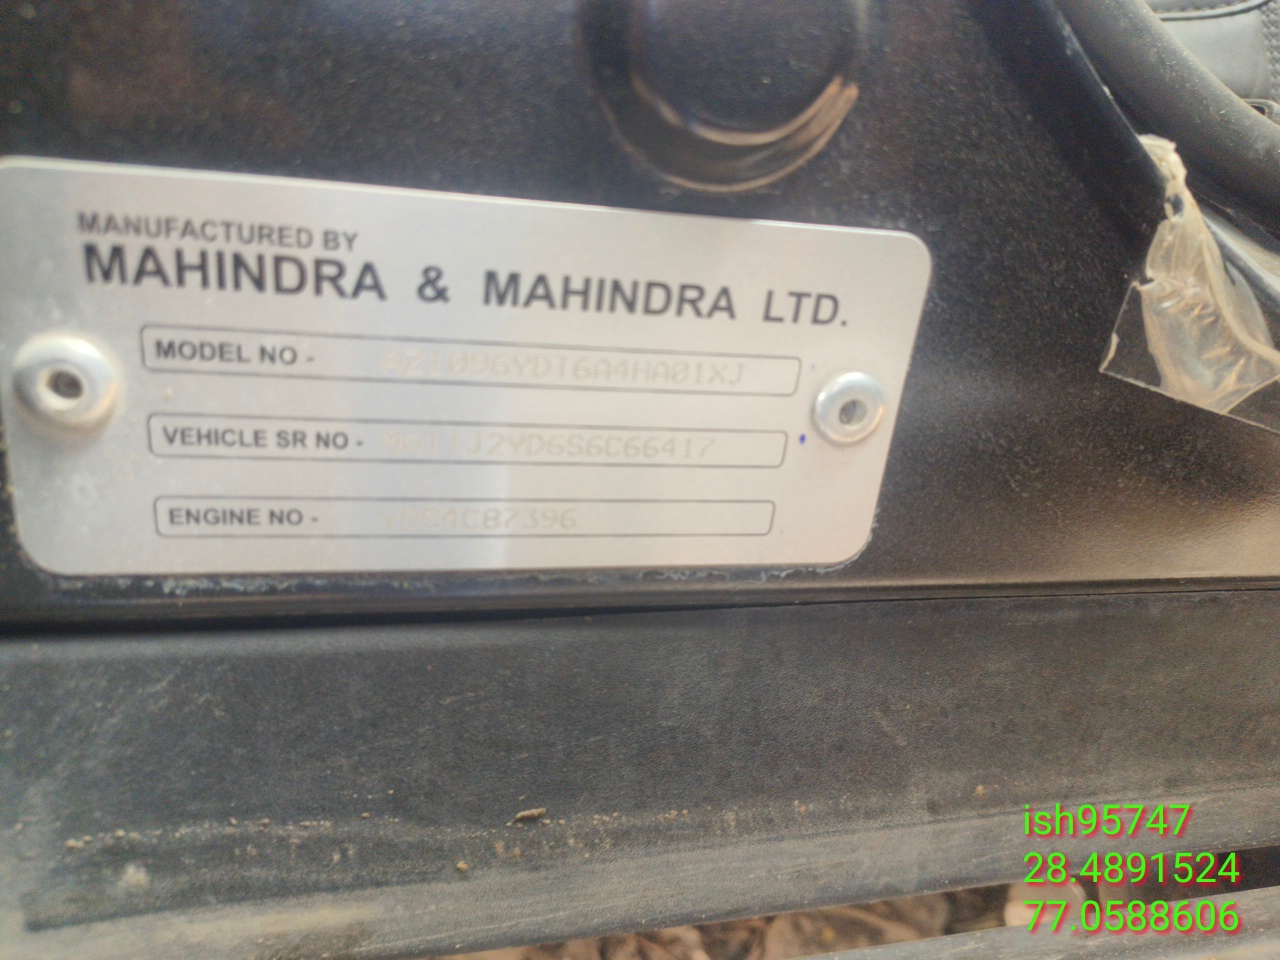 MANUFACTURED BY
MAHINDRA & MAHINDRA LTD.
MODEL NO -
VEHICLE SR NO -
ENGINE NO -
ish95747
28.4891524
77.0588606